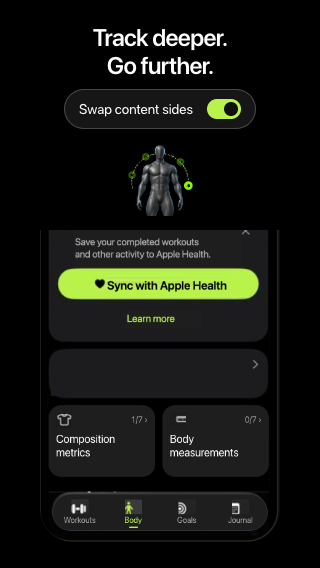 Track deeper.
Go further.
Swap content sides
Save your completed workouts
and other activity to Apple Health.
Sync with Apple Health
Learn more
1/7
Composition
metrics
0/7
Body
measurements
Workouts
Body
Goals
Journal